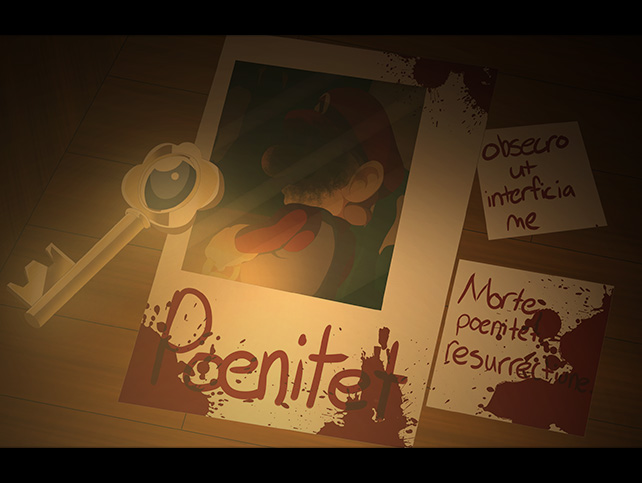 Poenitet
obsecro
ut
interficia
me
Morte
poenitet
resurrectione